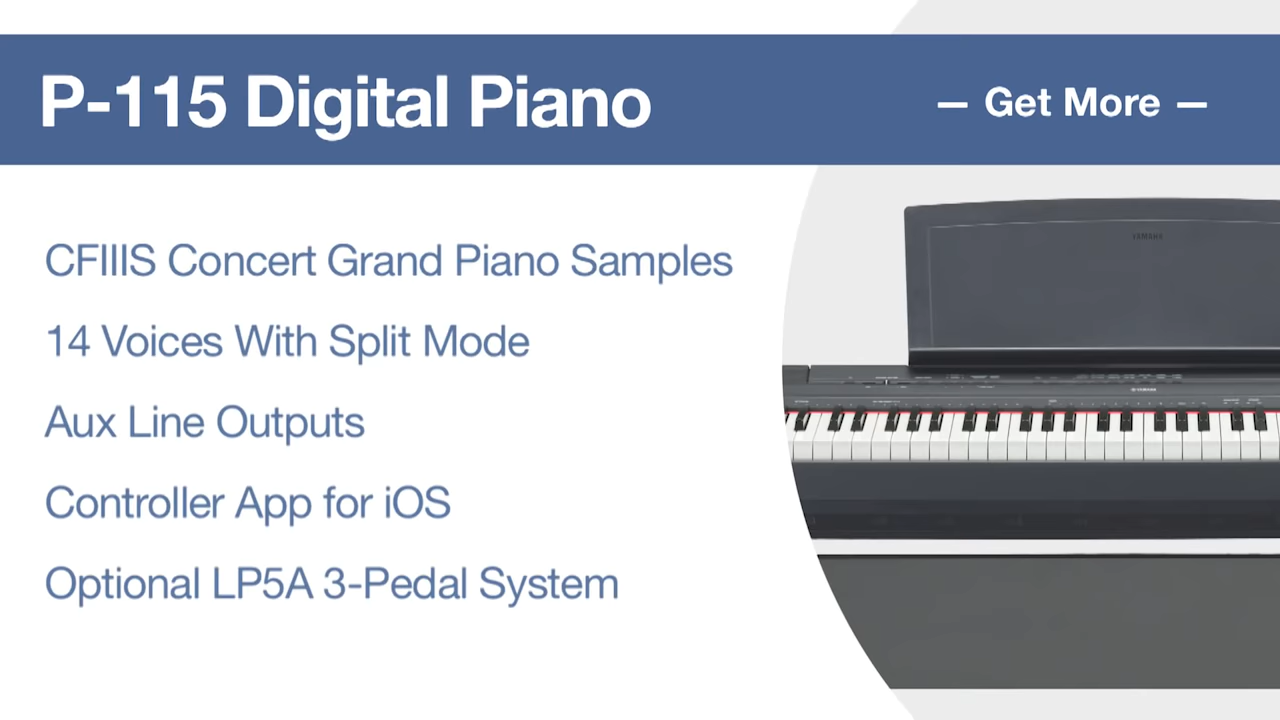 P-115 Digital Piano
— Get More —
CFIIIS Concert Grand Piano Samples
14 Voices With Split Mode
Aux Line Outputs
Controller App for iOS
Optional LP5A 3-Pedal System
YAMAHA
YAMAHA